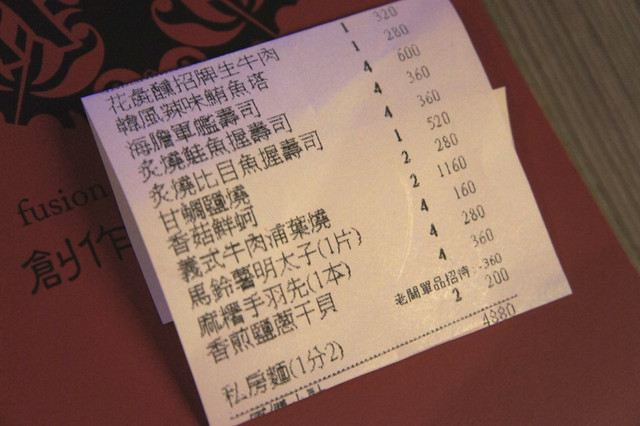 花雕醺招牌生牛肉 1 320
韓風辣味鮪魚塔 1 280
海膽軍艦壽司 4 600
炙燒鮭魚握壽司 4 360
炙燒比目魚握壽司 4 360
甘鯛鹽燒 1 520
香菇鮮蚵 2 280
義式牛肉浦葉燒 2 1160
馬鈴薯明太子(1片) 4 160
麻糬手羽先(1本) 4 280
香煎鹽蔥干貝 4 360
老闆單品招待: -360
私房麵(1分2) 2 200
4880
fusion
創作